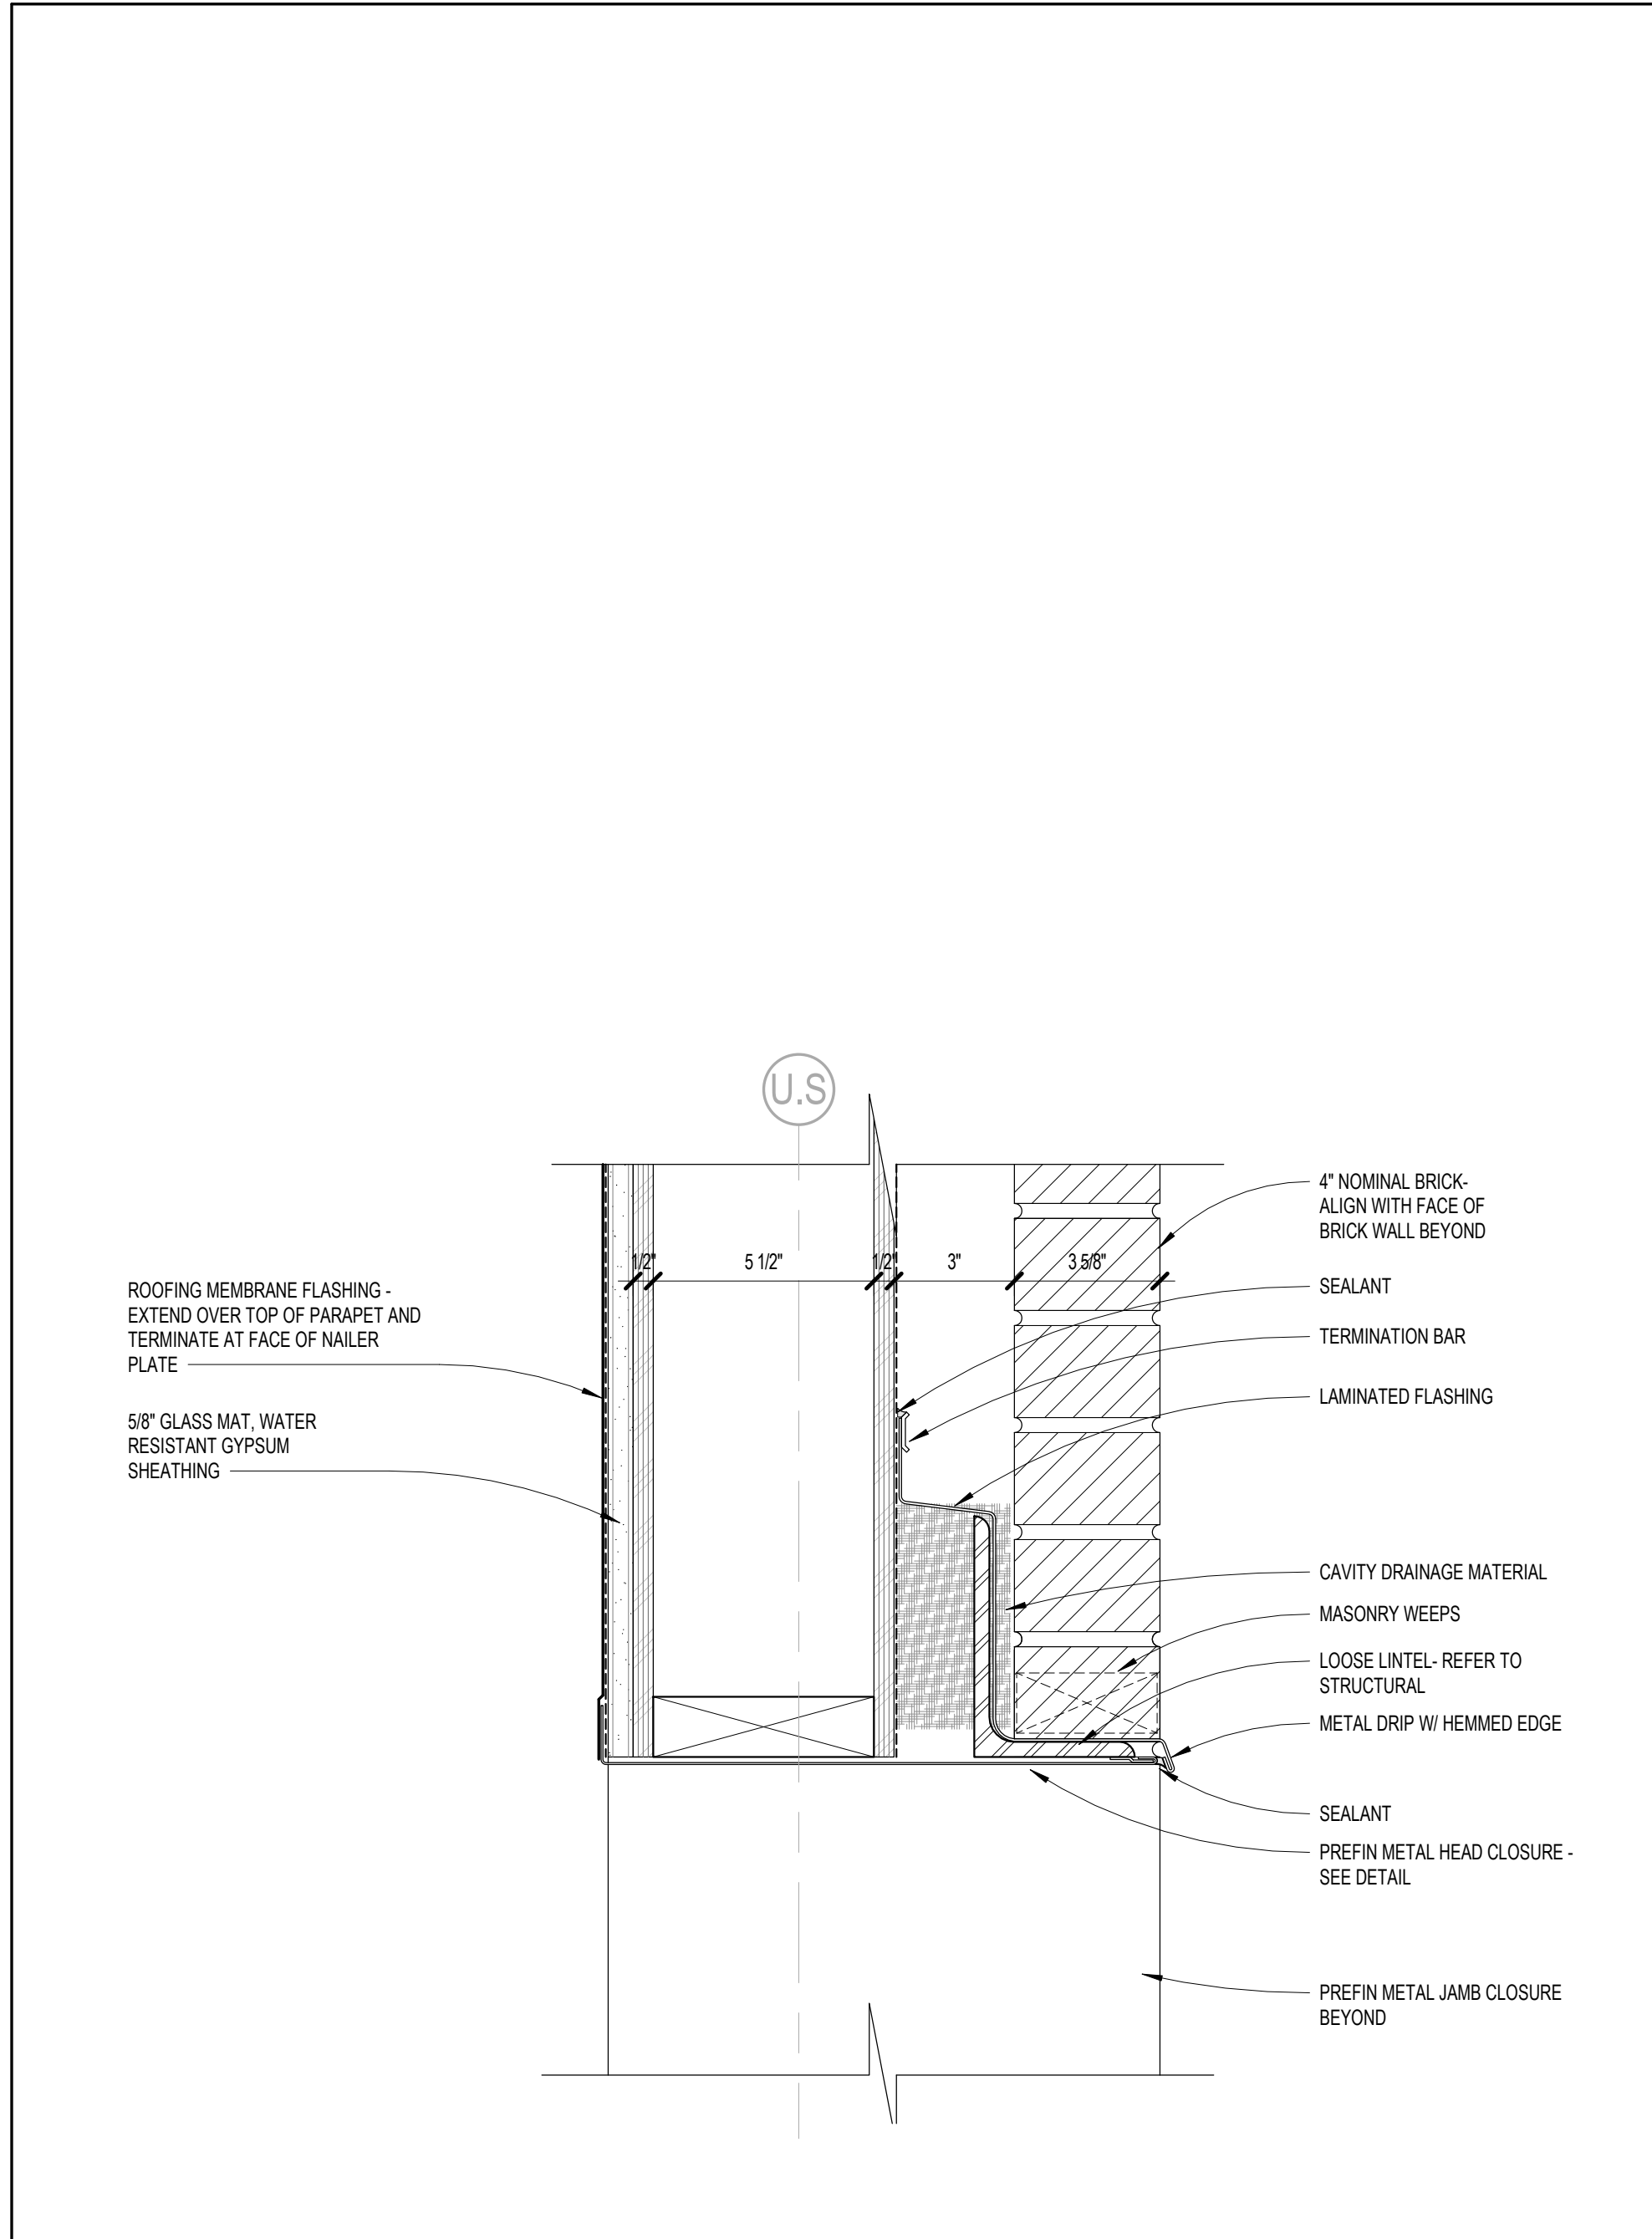 U.S
1/2"
5 1/2"
1/2"
3"
3 5/8"
ROOFING MEMBRANE FLASHING -
EXTEND OVER TOP OF PARAPET AND
TERMINATE AT FACE OF NAILER
PLATE
5/8" GLASS MAT, WATER
RESISTANT GYPSUM
SHEATHING
4" NOMINAL BRICK-
ALIGN WITH FACE OF
BRICK WALL BEYOND
SEALANT
TERMINATION BAR
LAMINATED FLASHING
CAVITY DRAINAGE MATERIAL
MASONRY WEEPS
LOOSE LINTEL- REFER TO
STRUCTURAL
METAL DRIP W/ HEMMED EDGE
SEALANT
PREFIN METAL HEAD CLOSURE -
SEE DETAIL
PREFIN METAL JAMB CLOSURE
BEYOND